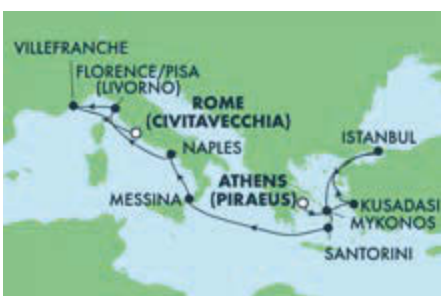 VILLEFRANCHE
FLORENCE/PISA
(LIVORNO)
ROME
(CIVITAVECCHIA)
ISTANBUL
NAPLES
ATHENS
(PIRAEUS)
MESSINA
KUSADASI
MYKONOS
SANTORINI